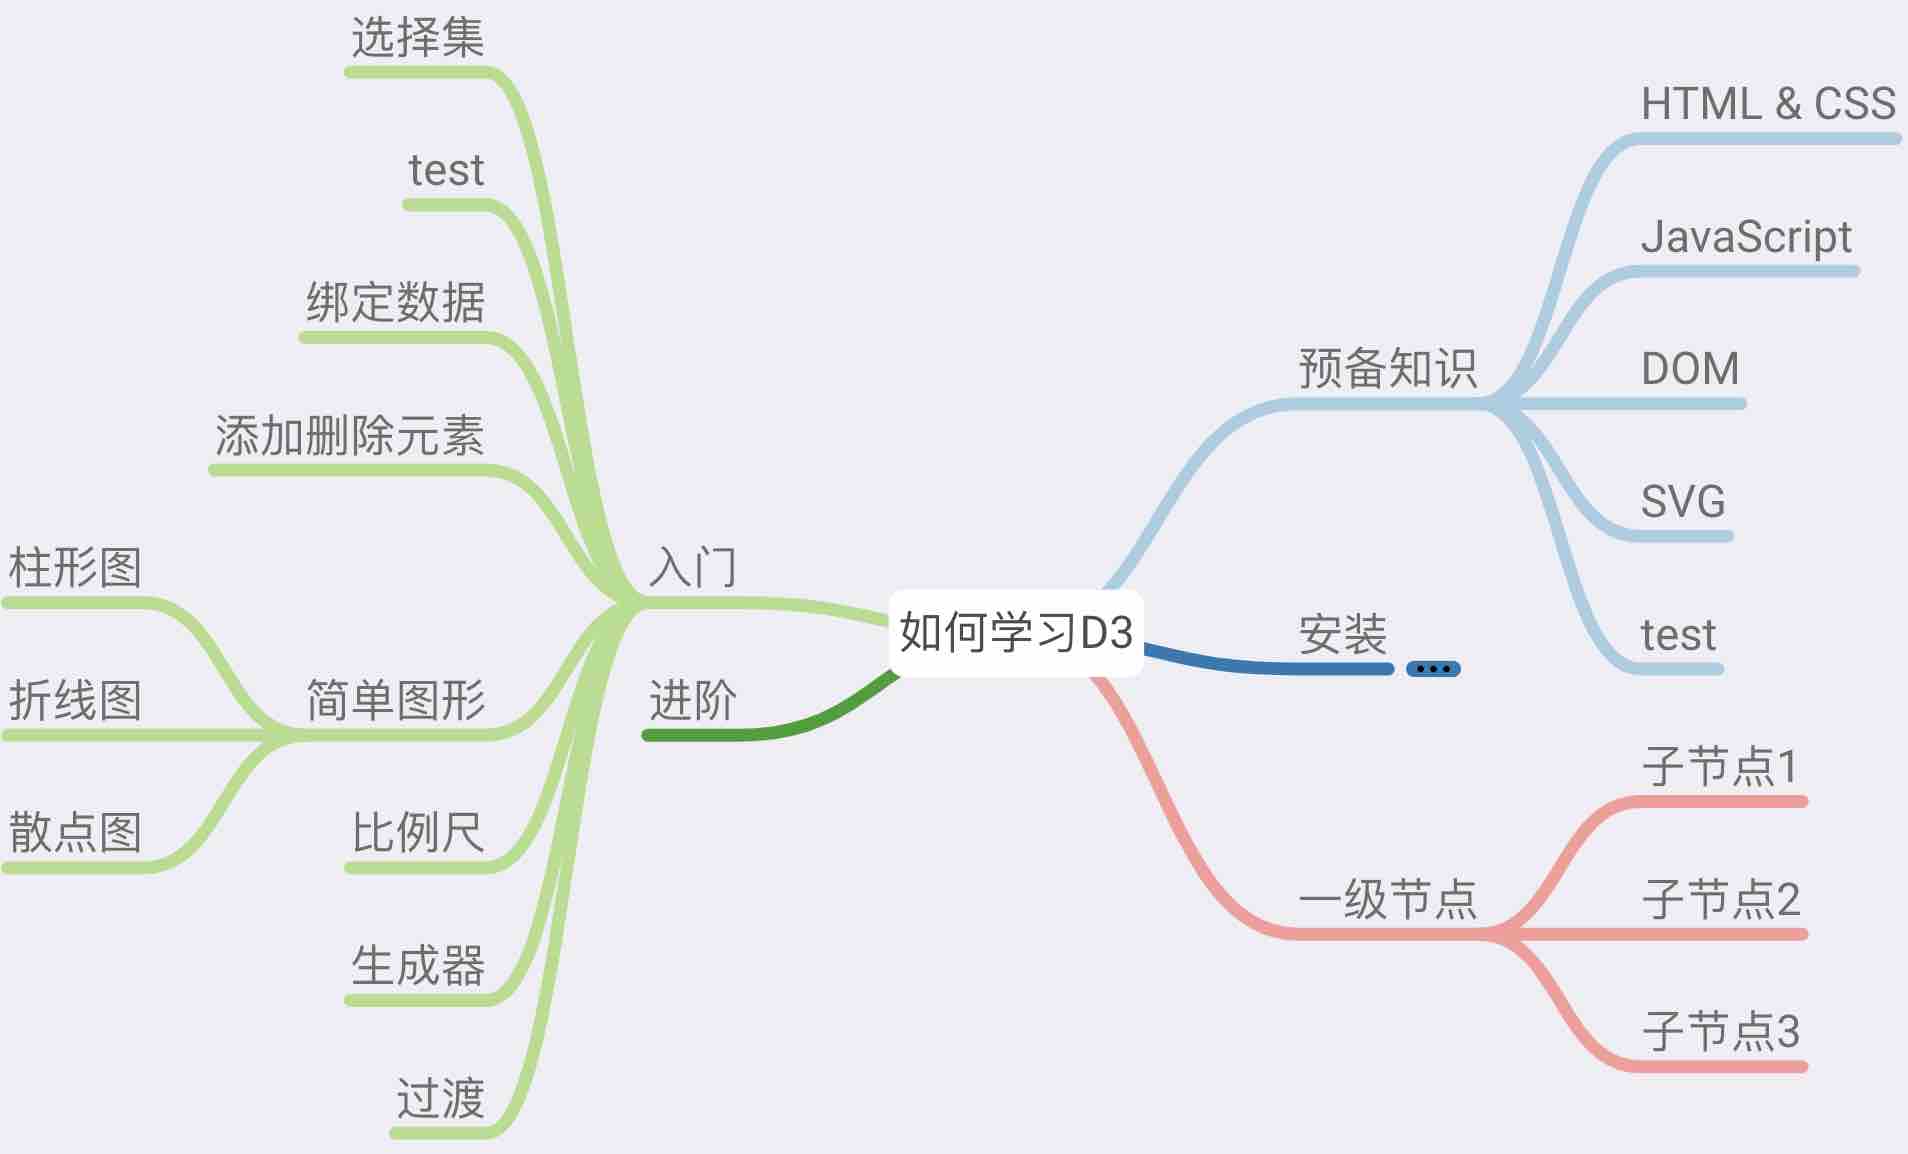 如何学习D3
预备知识
HTML & CSS
JavaScript
DOM
SVG
test
安装
一级节点
子节点1
子节点2
子节点3
入门
选择集
test
绑定数据
添加删除元素
简单图形
柱形图
折线图
散点图
比例尺
生成器
过渡
进阶